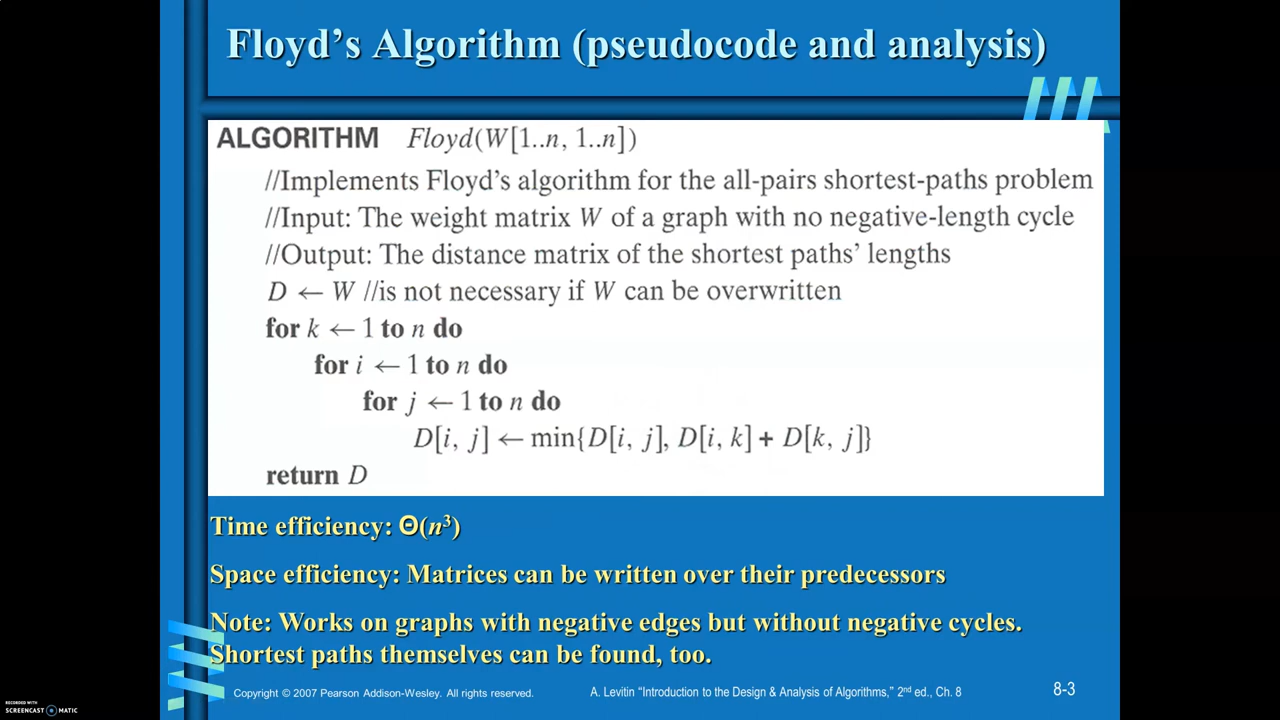 Floyd's Algorithm (pseudocode and analysis)
ALGORITHM Floyd(W[1..n, 1..n])
//Implements Floyd's algorithm for the all-pairs shortest-paths problem
//Input: The weight matrix W of a graph with no negative-length cycle
//Output: The distance matrix of the shortest paths' lengths
D ← W //is not necessary if W can be overwritten
for k ← 1 to n do
for i ← 1 to n do
for j ← 1 to n do
D[i, j] ← min{D[i, j], D[i, k] + D[k, j]}
return D
Time efficiency: Θ(n³)
Space efficiency: Matrices can be written over their predecessors
Note: Works on graphs with negative edges but without negative cycles.
Shortest paths themselves can be found, too.
Copyright © 2007 Pearson Addison-Wesley. All rights reserved.
A. Levitin "Introduction to the Design & Analysis of Algorithms," 2nd ed., Ch. 8
8-3
RECORDED WITH
SCREENCAST MATIC